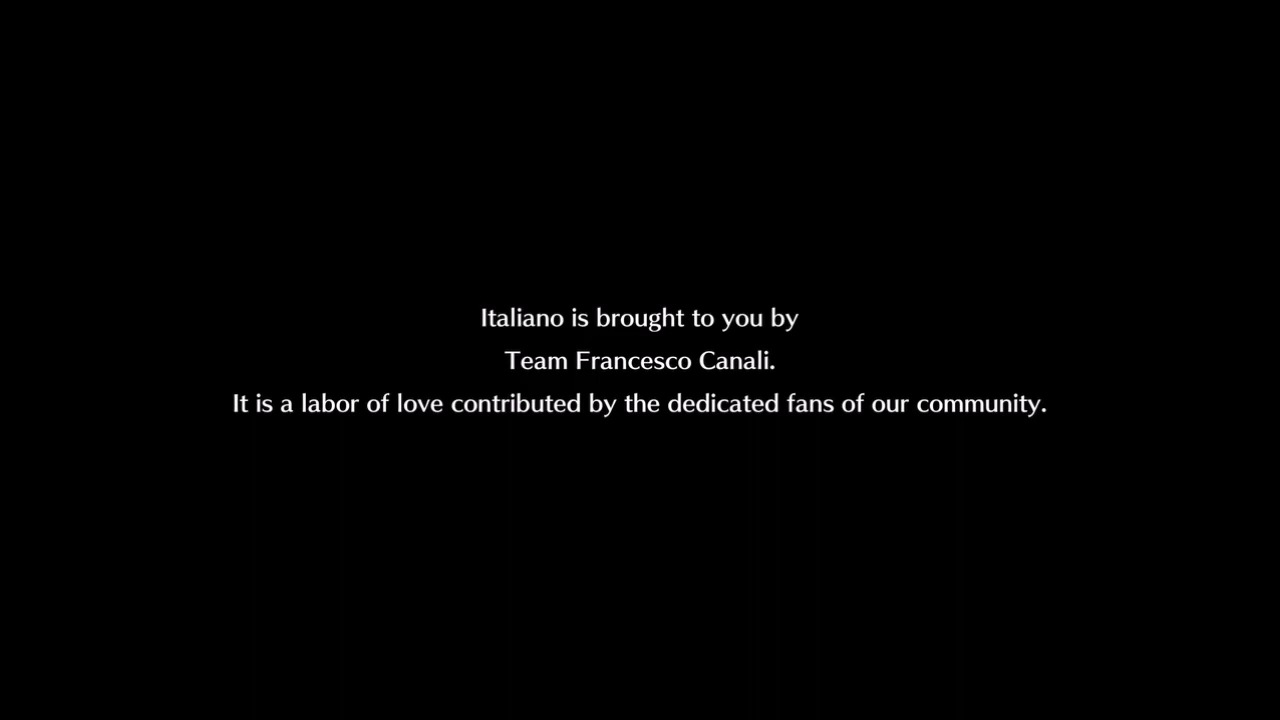 Italiano is brought to you by
Team Francesco Canali.
It is a labor of love contributed by the dedicated fans of our community.